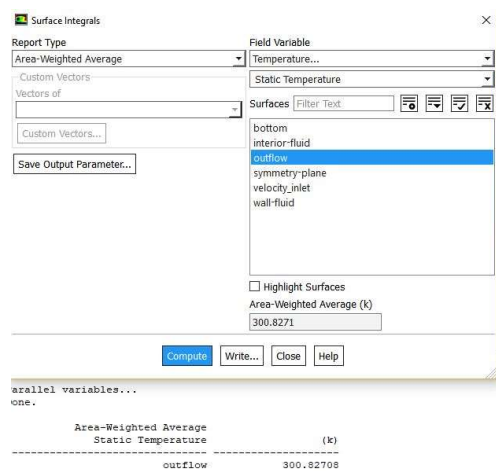 Surface Integrals
Report Type
Area-Weighted Average
Custom Vectors
Vectors of
Custom Vectors...
Save Output Parameter...
Field Variable
Temperature...
Static Temperature
Surfaces Filter Text
bottom
interior-fluid
outflow
symmetry-plane
velocity_inlet
wall-fluid
Highlight Surfaces
Area-Weighted Average (k)
300.8271
Compute Write... Close Help
arallel variables...
one.
Area-Weighted Average
Static Temperature (k)
-------------------------------- --------------------
outflow 300.82708